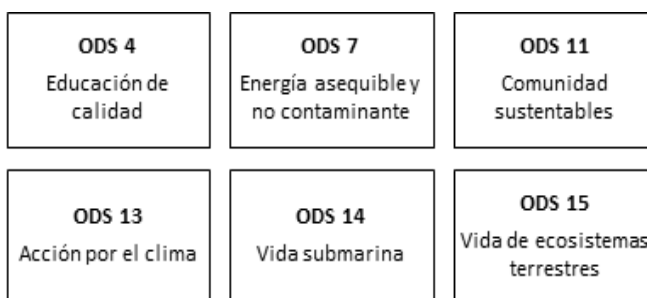 ODS 4
Educación de
calidad
ODS 7
Energía asequible y
no contaminante
ODS 11
Comunidad
sustentables
ODS 13
Acción por el clima
ODS 14
Vida submarina
ODS 15
Vida de ecosistemas
terrestres